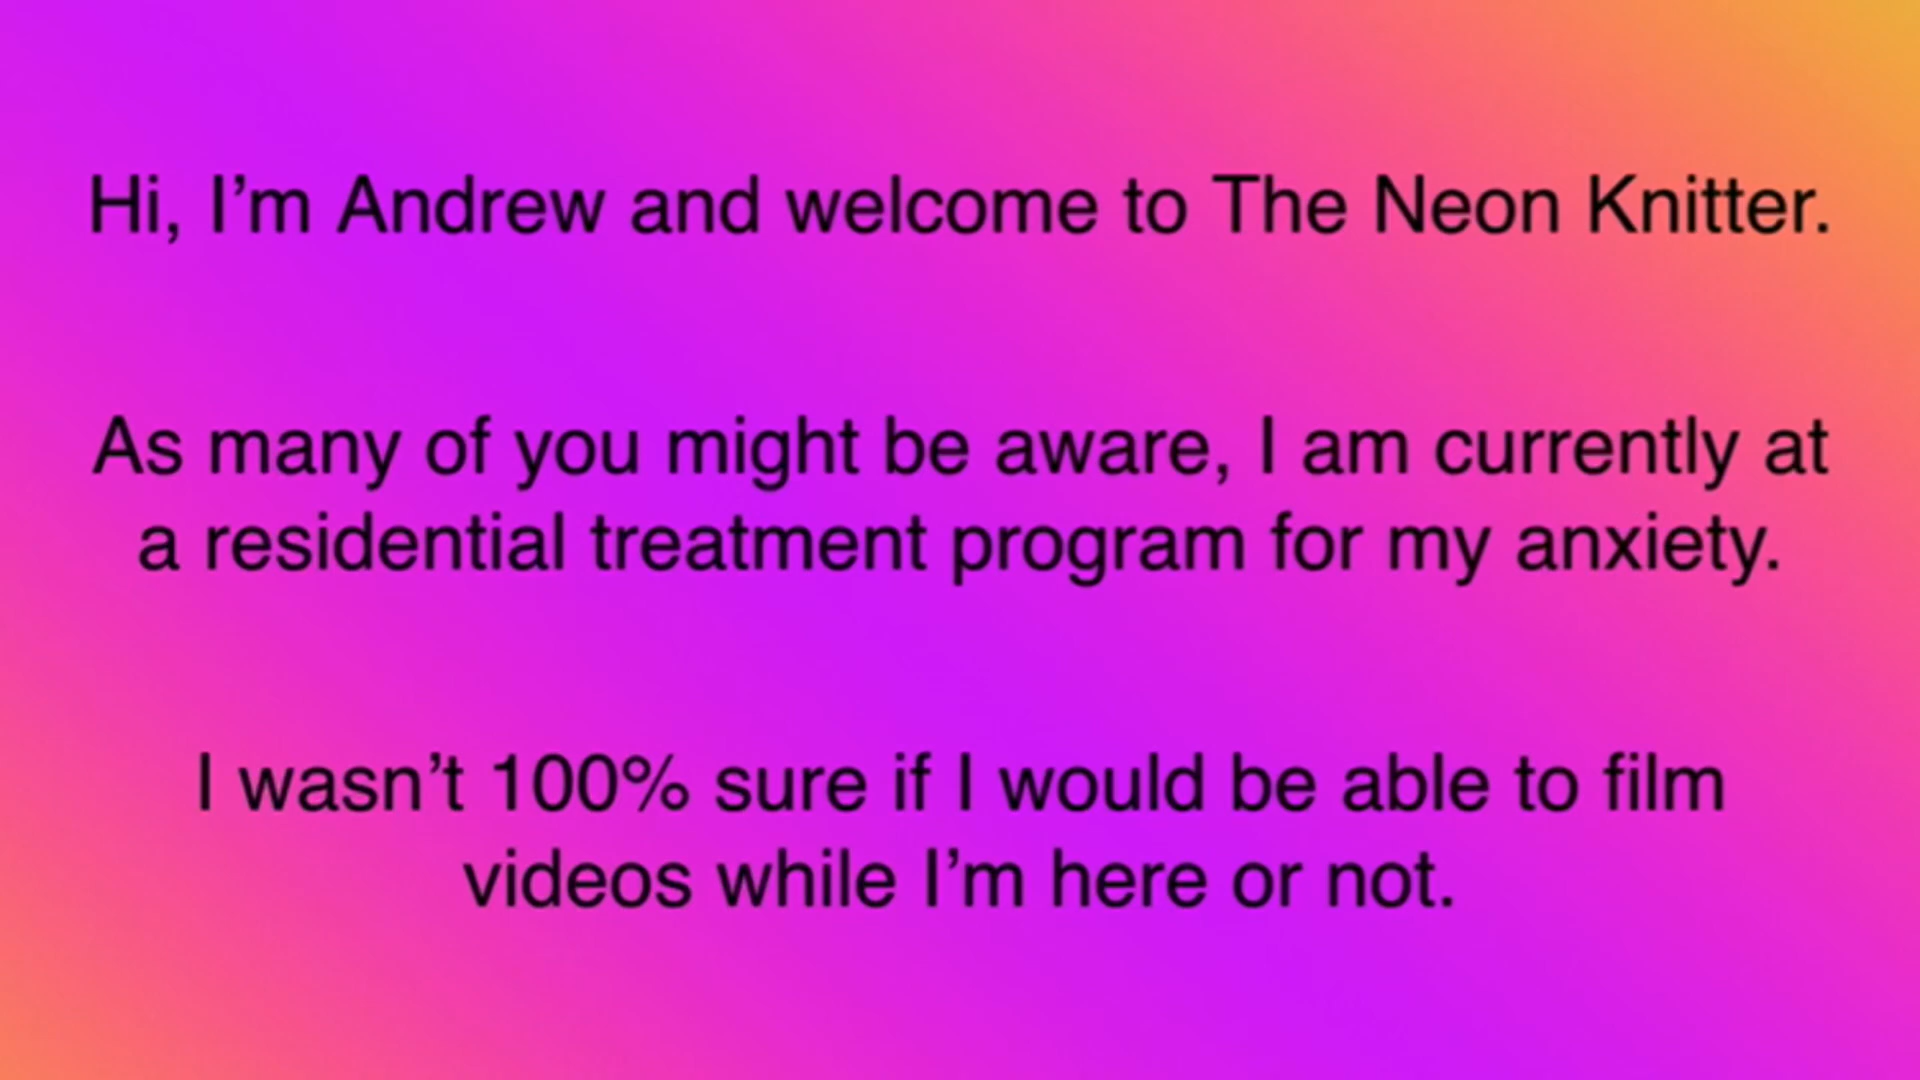 Hi, I’m Andrew and welcome to The Neon Knitter.
As many of you might be aware, I am currently at
a residential treatment program for my anxiety.
I wasn’t 100% sure if I would be able to film
videos while I’m here or not.